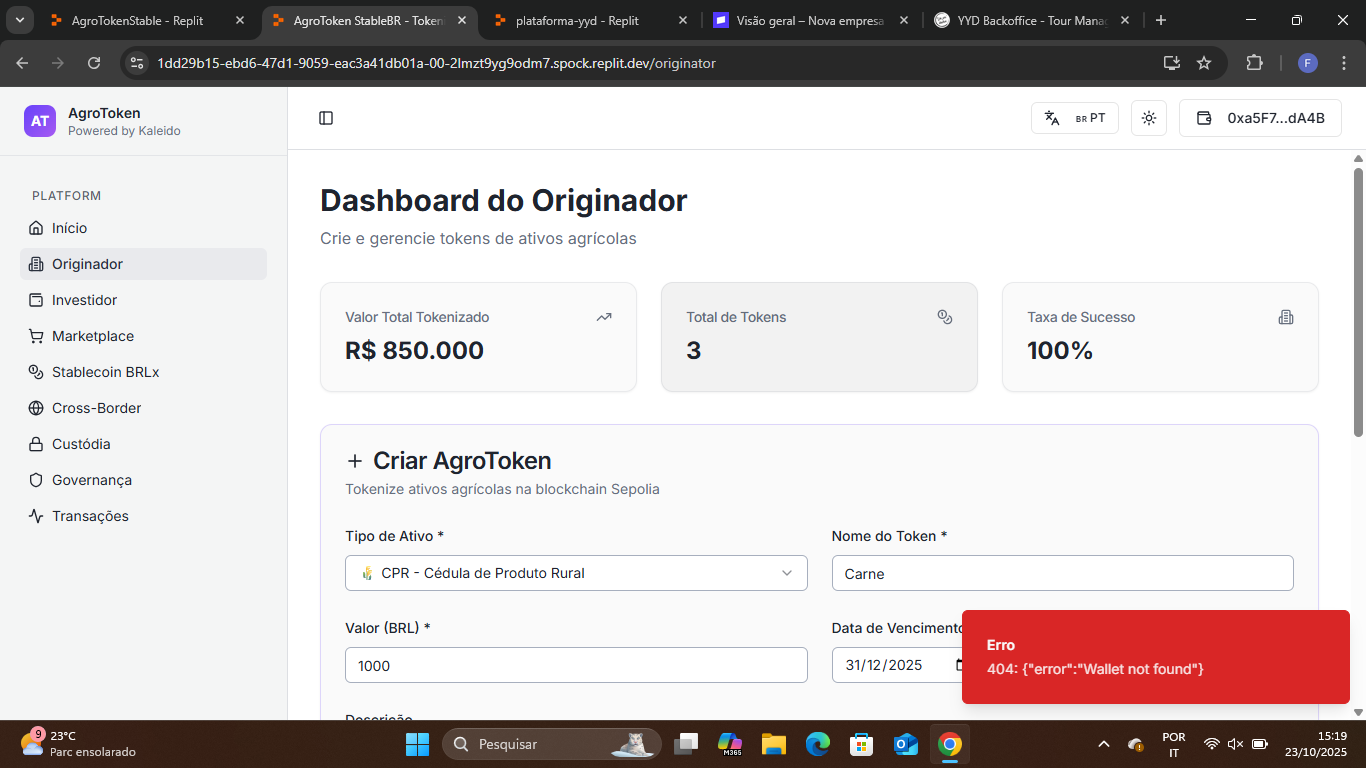 AgroTokenStable - Replit
AgroToken StableBR - Token
plataforma-yyd - Replit
Visão geral – Nova empresa
YYD Backoffice - Tour Manag
1dd29b15-ebd6-47d1-9059-eac3a41db01a-00-2lmzt9yg9odm7.spock.replit.dev/originator
F
AT
AgroToken
Powered by Kaleido
BR PT
0xa5F7...dA4B
PLATFORM
Início
Originador
Investidor
Marketplace
Stablecoin BRLx
Cross-Border
Custódia
Governança
Transações
Dashboard do Originador
Crie e gerencie tokens de ativos agrícolas
Valor Total Tokenizado
R$ 850.000
Total de Tokens
3
Taxa de Sucesso
100%
+ Criar AgroToken
Tokenize ativos agrícolas na blockchain Sepolia
Tipo de Ativo *
CPR - Cédula de Produto Rural
Nome do Token *
Carne
Valor (BRL) *
1000
Data de Vencimento
31/12/2025
Descrição
Erro
404: {"error":"Wallet not found"}
9
23°C
Parc ensolarado
Pesquisar
M365
POR
IT
15:19
23/10/2025